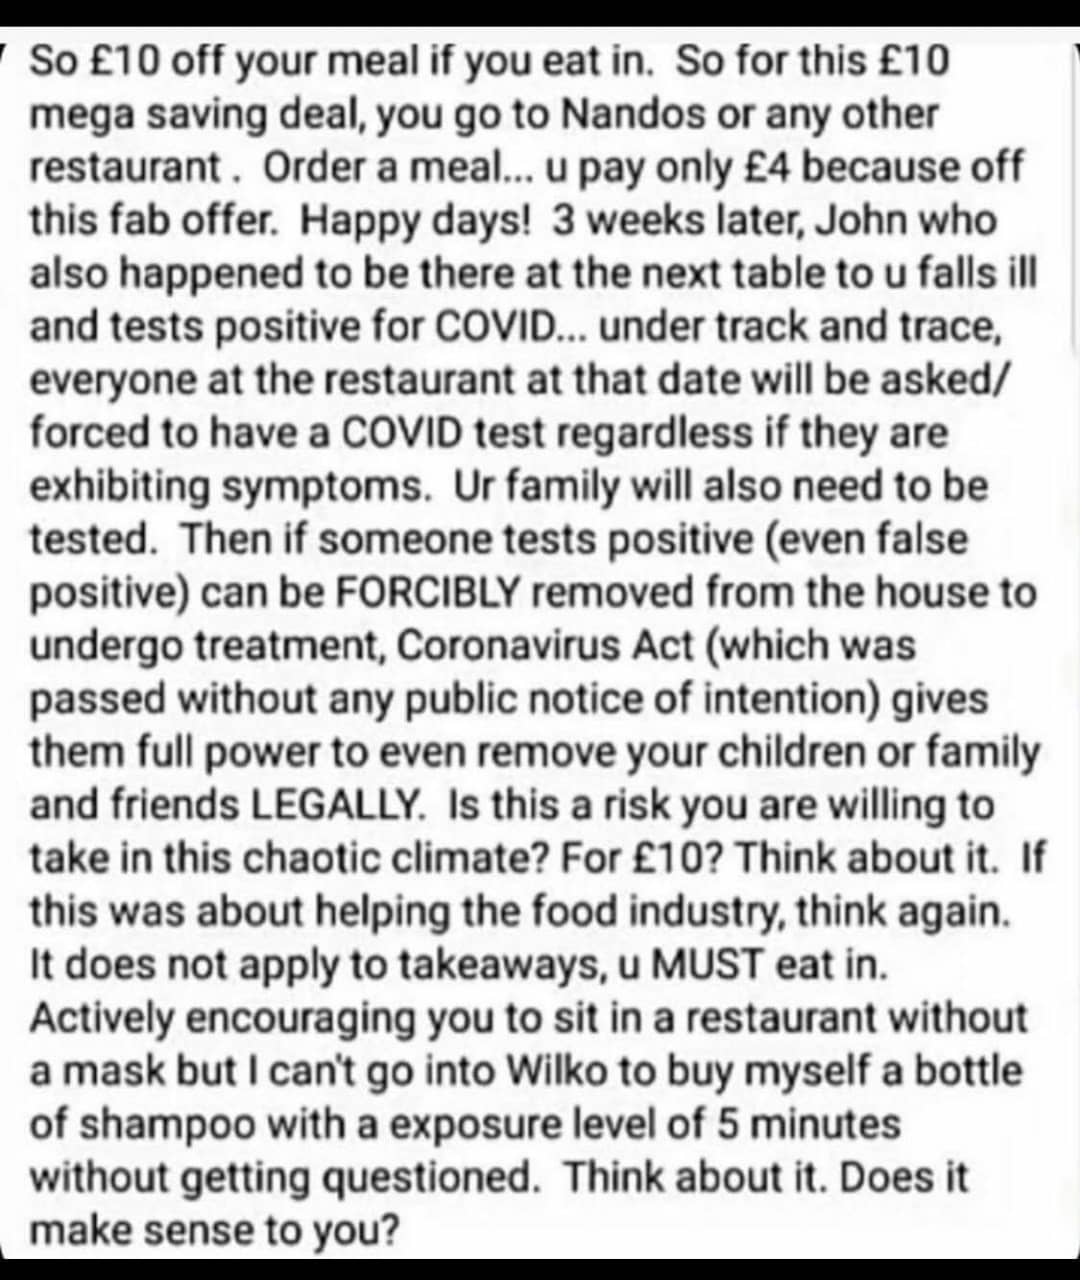 So £10 off your meal if you eat in.  So for this £10
mega saving deal, you go to Nandos or any other
restaurant .  Order a meal... u pay only £4 because off
this fab offer.  Happy days!  3 weeks later, John who
also happened to be there at the next table to u falls ill
and tests positive for COVID... under track and trace,
everyone at the restaurant at that date will be asked/
forced to have a COVID test regardless if they are
exhibiting symptoms.  Ur family will also need to be
tested.  Then if someone tests positive (even false
positive) can be FORCIBLY removed from the house to
undergo treatment, Coronavirus Act (which was
passed without any public notice of intention) gives
them full power to even remove your children or family
and friends LEGALLY.  Is this a risk you are willing to
take in this chaotic climate? For £10? Think about it.  If
this was about helping the food industry, think again.
It does not apply to takeaways, u MUST eat in.
Actively encouraging you to sit in a restaurant without
a mask but I can't go into Wilko to buy myself a bottle
of shampoo with a exposure level of 5 minutes
without getting questioned.  Think about it. Does it
make sense to you?